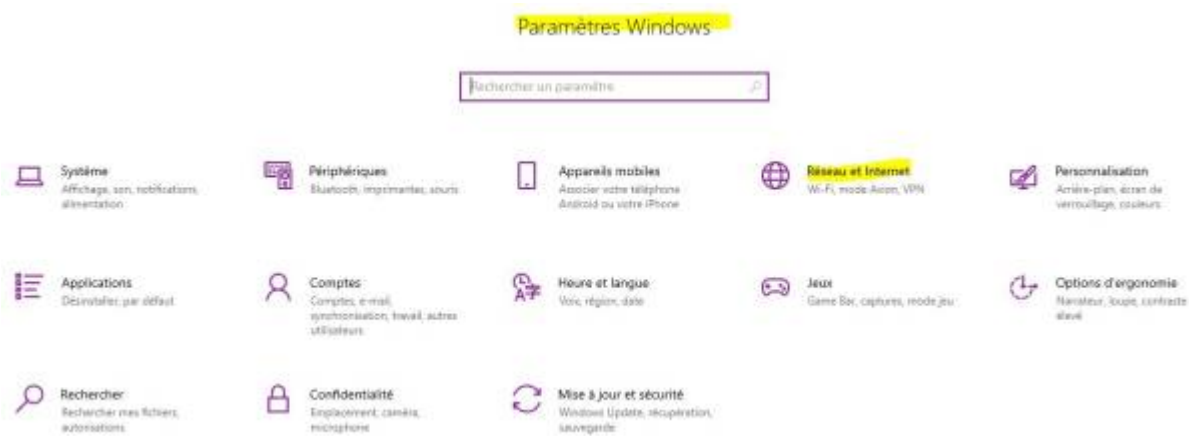 Paramètres Windows
Rechercher un paramètre
Système
Affichage, son, notifications,
alimentation
Périphériques
Bluetooth, imprimantes, souris
Appareils mobiles
Associer votre téléphone
Android ou votre iPhone
Réseau et Internet
Wi-Fi, mode Avion, VPN
Personnalisation
Arrière-plan, écran de
verrouillage, couleurs
Applications
Désinstaller, par défaut
Comptes
Comptes, e-mail,
synchronisation, travail, autres
utilisateurs
Heure et langue
Voix, région, date
Jeux
Game Bar, captures, mode jeu
Options d'ergonomie
Narrateur, loupe, contraste
élevé
Rechercher
Rechercher mes fichiers,
autorisations
Confidentialité
Emplacement, caméra,
microphone
Mise à jour et sécurité
Windows Update, récupération,
sauvegarde